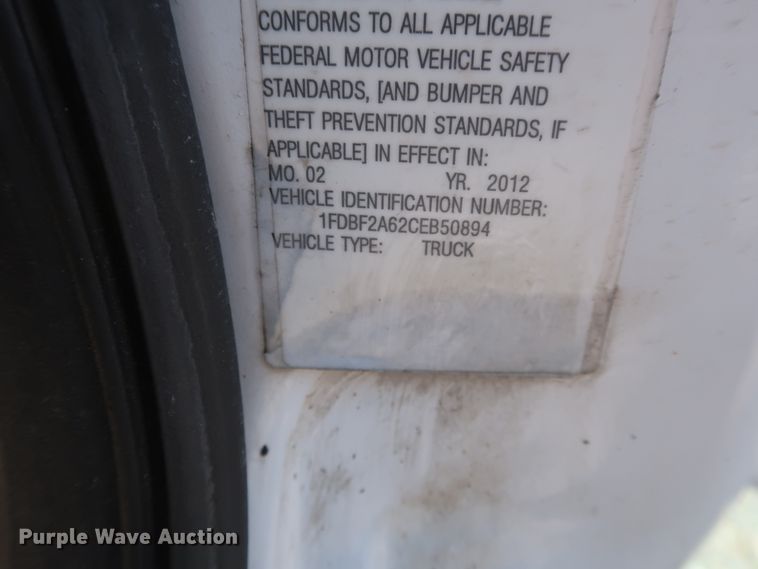 CONFORMS TO ALL APPLICABLE
FEDERAL MOTOR VEHICLE SAFETY
STANDARDS, [AND BUMPER AND
THEFT PREVENTION STANDARDS, IF
APPLICABLE] IN EFFECT IN:
MO. 02 YR. 2012
VEHICLE IDENTIFICATION NUMBER:
1FDBF2A62CEB50894
VEHICLE TYPE: TRUCK
Purple Wave Auction